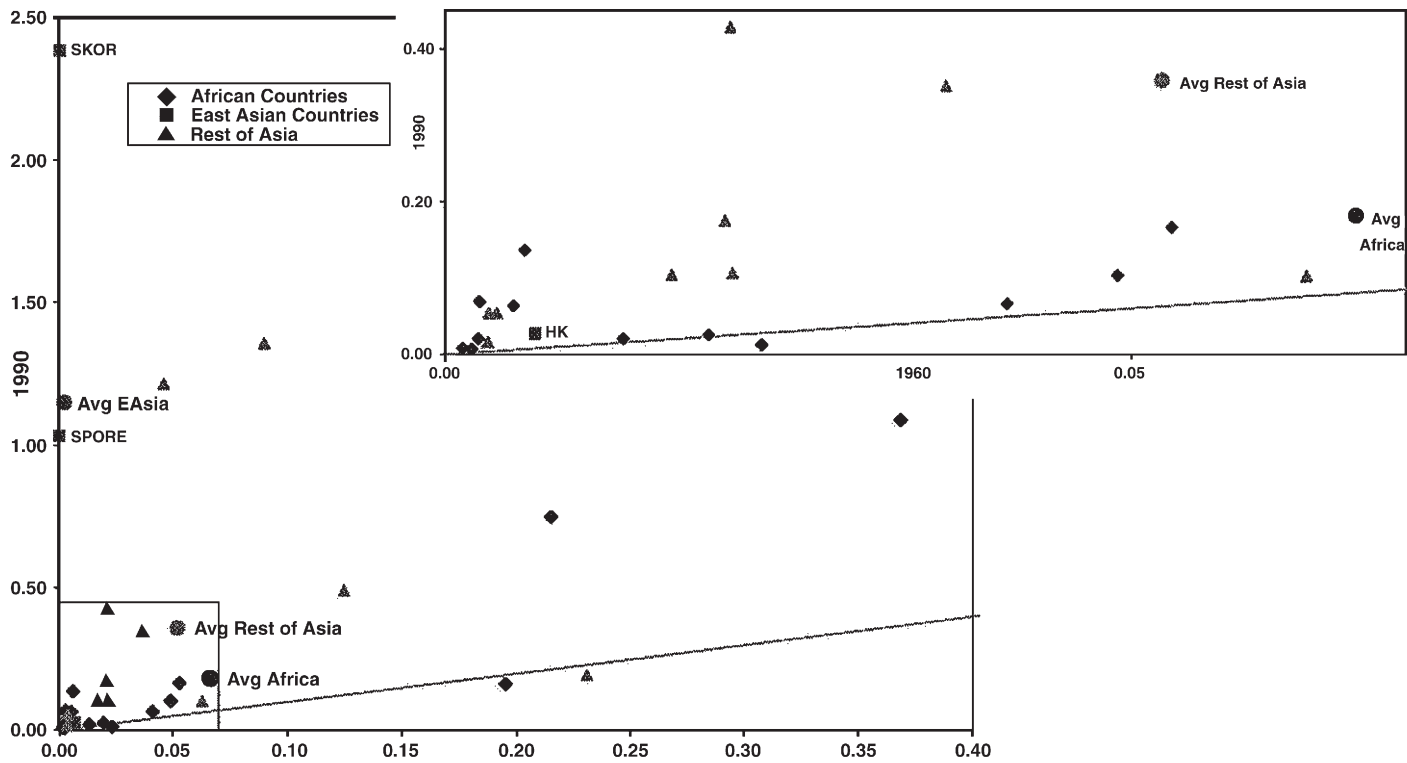 2.50
SKOR
African Countries
East Asian Countries
Rest of Asia
2.00
1.50
1990
Avg EAsia
SPORE
1.00
0.50
Avg Rest of Asia
Avg Africa
0.00
0.00
0.05
0.10
0.15
0.20
0.25
0.30
0.35
0.40
0.40
Avg Rest of Asia
1990
0.20
Avg
Africa
HK
0.00
0.00
1960
0.05